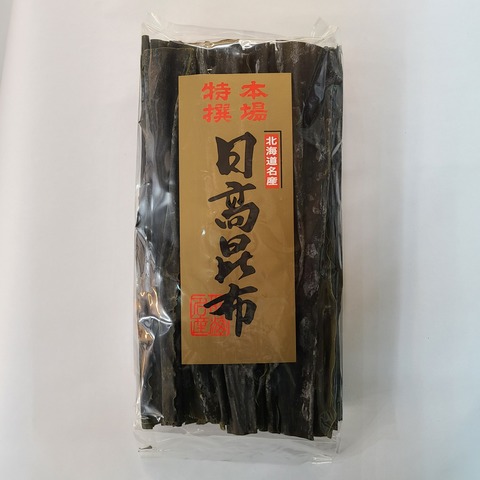 本場
特撰
北海道名産
日高昆布